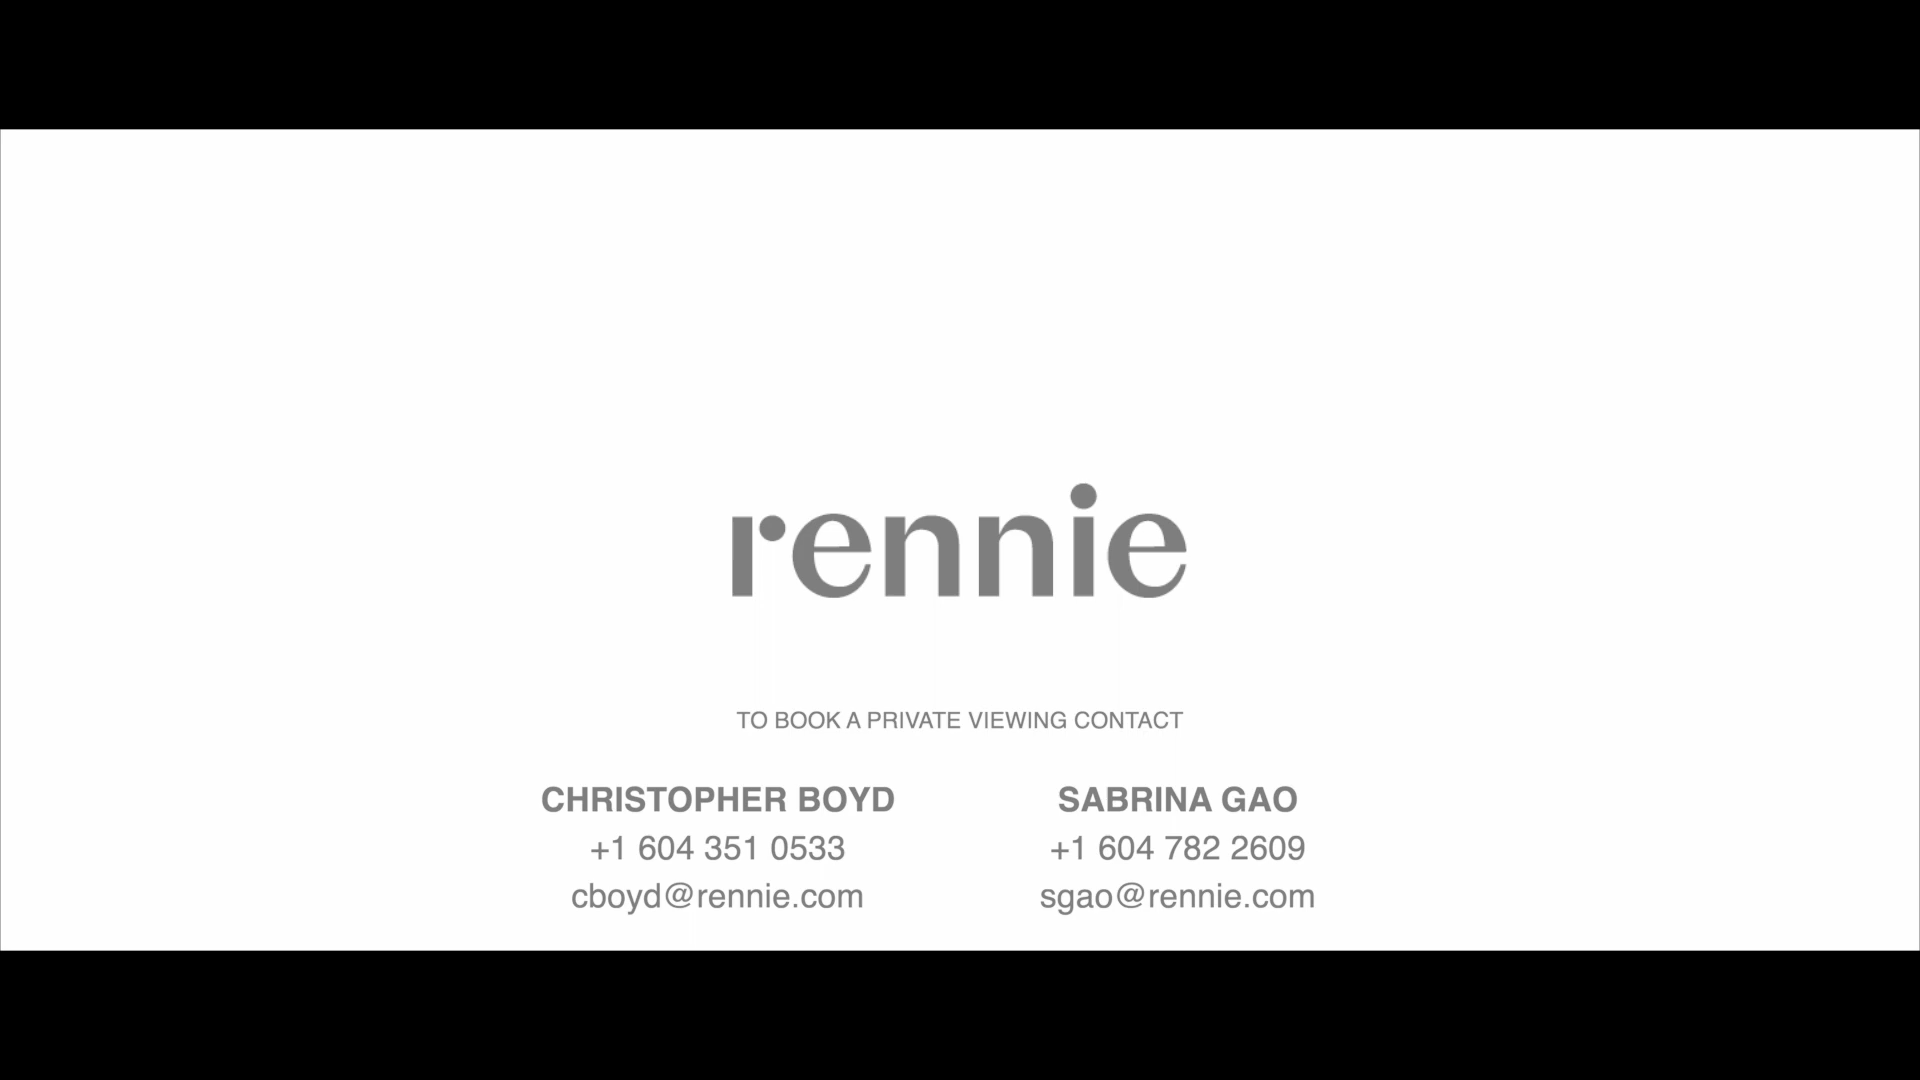 rennie
TO BOOK A PRIVATE VIEWING CONTACT
CHRISTOPHER BOYD
+1 604 351 0533
cboyd@rennie.com
SABRINA GAO
+1 604 782 2609
sgao@rennie.com